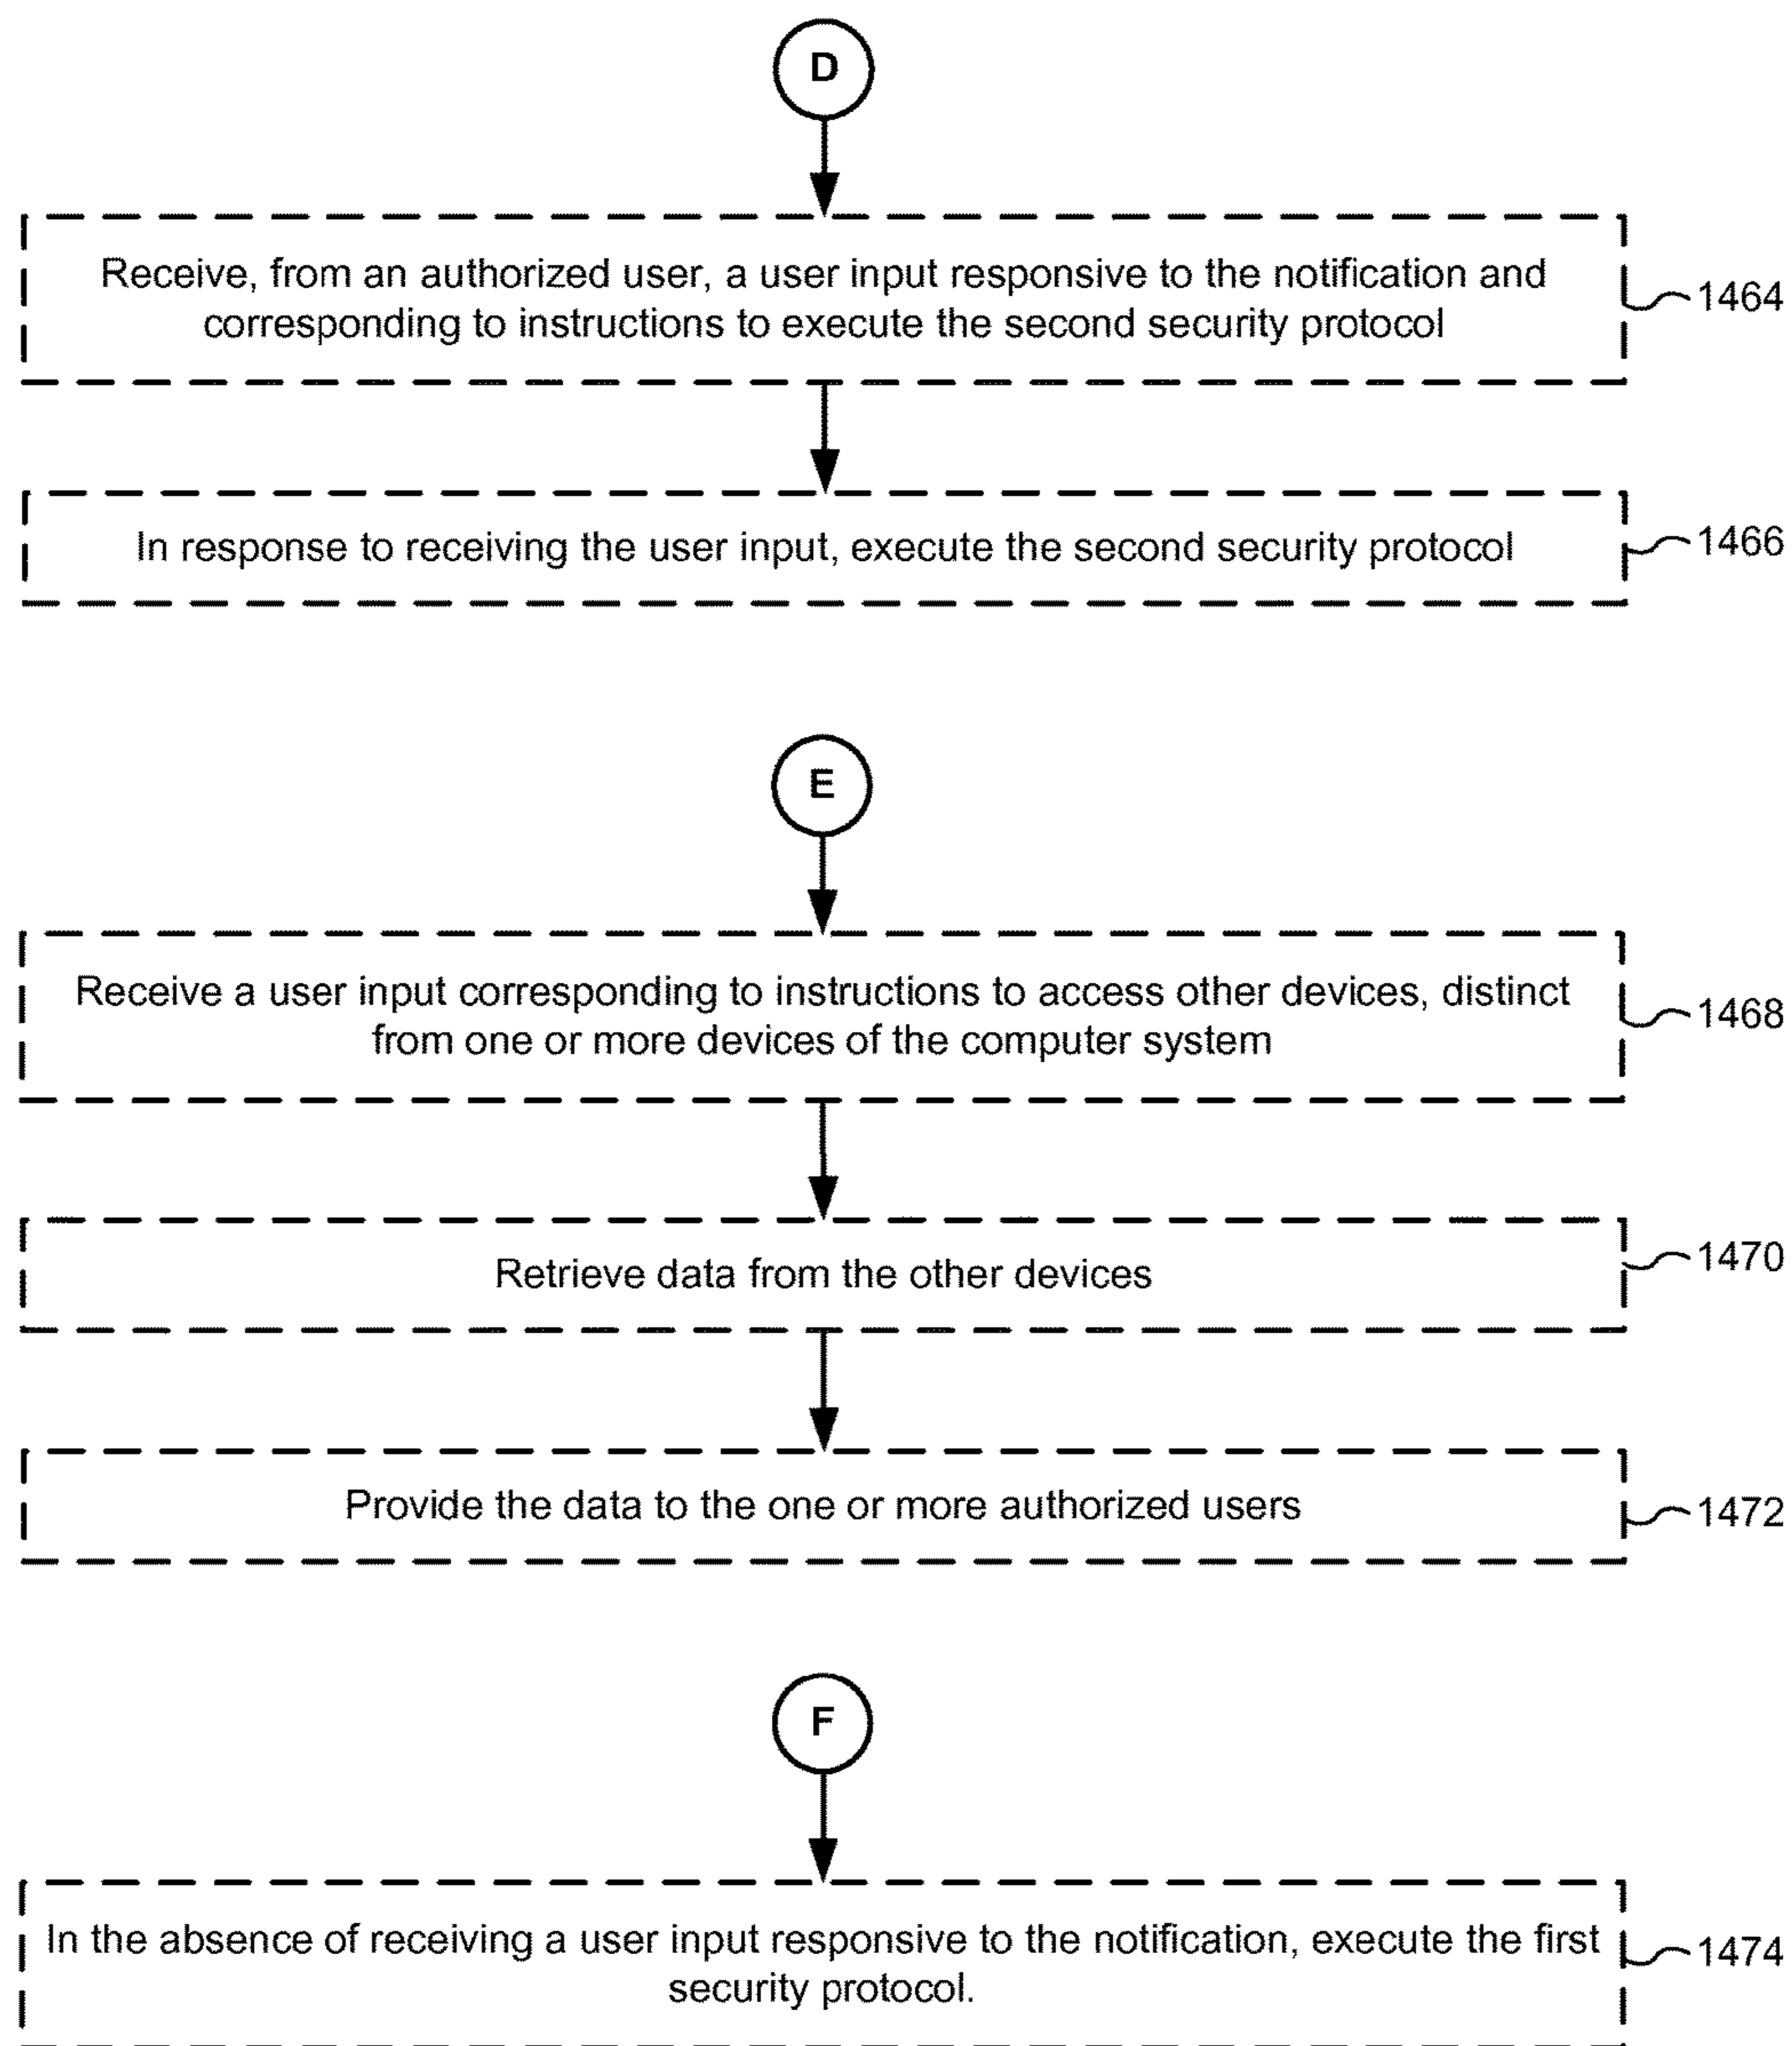 D
Receive, from an authorized user, a user input responsive to the notification and
corresponding to instructions to execute the second security protocol
1464
In response to receiving the user input, execute the second security protocol
1466
E
Receive a user input corresponding to instructions to access other devices, distinct
from one or more devices of the computer system
1468
Retrieve data from the other devices
1470
Provide the data to the one or more authorized users
1472
F
In the absence of receiving a user input responsive to the notification, execute the first
security protocol.
1474